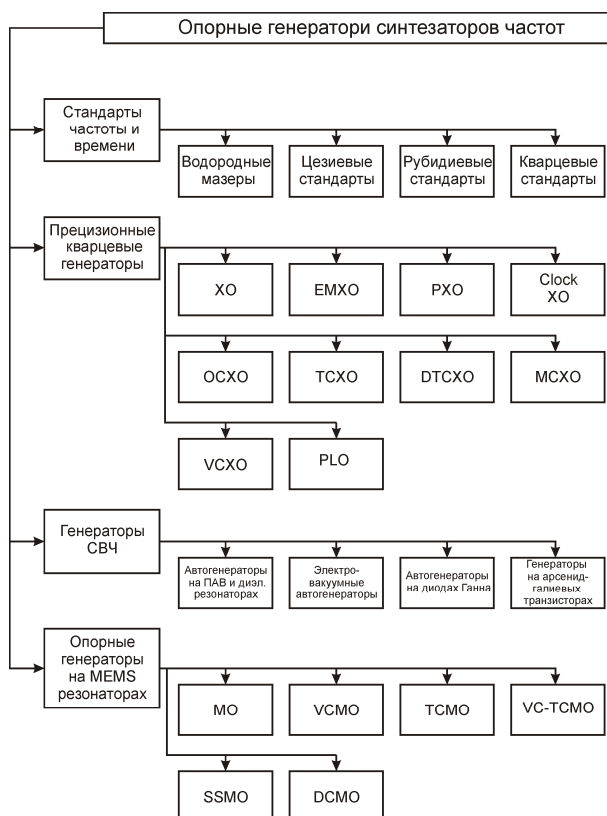 Опорные генератори синтезаторов частот
Стандарты
частоты и
времени
Водородные
мазеры
Цезиевые
стандарты
Рубидиевые
стандарты
Кварцевые
стандарты
Прецизионные
кварцевые
генераторы
XO
EMXO
PXO
Clock
XO
OCXO
TCXO
DTCXO
MCXO
VCXO
PLO
Генераторы
СВЧ
Автогенераторы
на ПАВ и диэл.
резонаторах
Электро-
вакуумные
автогенераторы
Автогенераторы
на диодах Ганна
Генераторы
на арсенид-
галиевых
транзисторах
Опорные
генераторы
на MEMS
резонаторах
MO
VCMO
TCMO
VC-TCMO
SSMO
DCMO